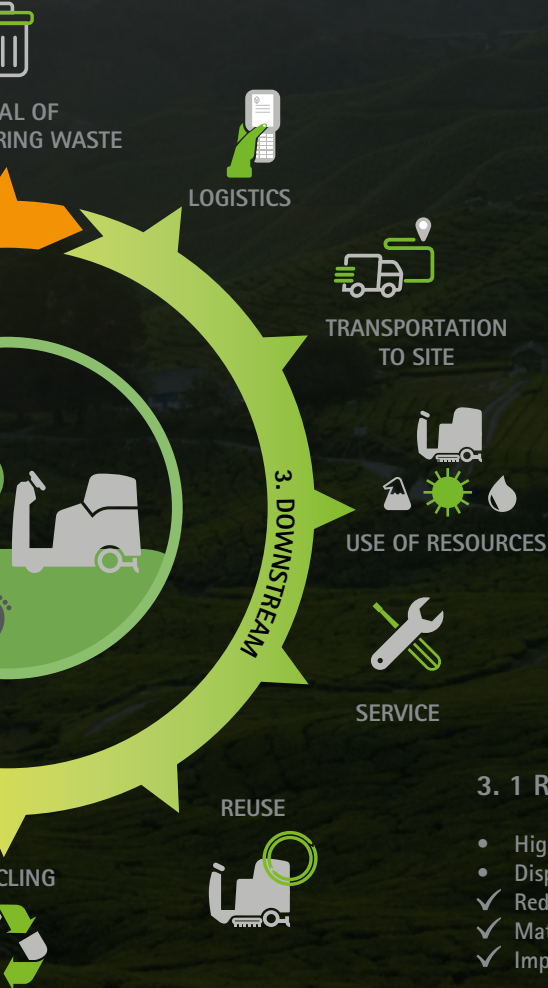 AL OF
RING WASTE
LOGISTICS
TRANSPORTATION
TO SITE
USE OF RESOURCES
3. DOWNSTREAM
SERVICE
REUSE
CLING
3. 1 R
• Hig
• Disp
✓ Red
✓ Mat
✓ Imp